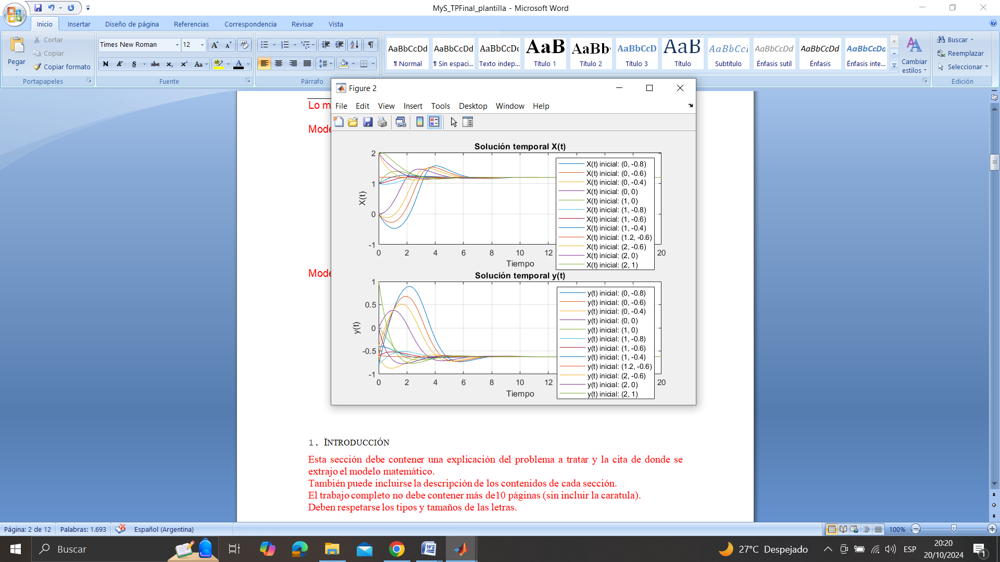 MyS_TPFinal_plantilla - Microsoft Word
Inicio Insertar Diseño de página Referencias Correspondencia Revisar Vista
Pegar
Cortar
Copiar
Copiar formato
Portapapeles
Times New Roman 12
N K S abe x₂ x² Aa
Fuente
Párrafo
AaBbCcDd AaBbCcDd AaBbCcDc AaB AaBb AaBbCcD AaB AaBbCcI AaBbCcDd AaBbCcDd AaBbCcDc
¶ Normal ¶ Sin espaci... Texto indep... Título 1 Título 2 Título 3 Título Subtítulo Énfasis sutil Énfasis Énfasis inte...
Cambiar
estilos
Buscar
Reemplazar
Seleccionar
Edición
Lo m
Mode
Mode
Figure 2
File Edit View Insert Tools Desktop Window Help
Solución temporal X(t)
X(t)
2
1
0
-1
0 2 4 6 8 10 12 20
Tiempo
X(t) inicial: (0, -0.8)
X(t) inicial: (0, -0.6)
X(t) inicial: (0, -0.4)
X(t) inicial: (0, 0)
X(t) inicial: (1, 0)
X(t) inicial: (1, -0.8)
X(t) inicial: (1, -0.6)
X(t) inicial: (1, -0.4)
X(t) inicial: (1.2, -0.6)
X(t) inicial: (2, -0.6)
X(t) inicial: (2, 0)
X(t) inicial: (2, 1)
Solución temporal y(t)
y(t)
1
0.5
0
-0.5
-1
0 2 4 6 8 10 12 20
Tiempo
y(t) inicial: (0, -0.8)
y(t) inicial: (0, -0.6)
y(t) inicial: (0, -0.4)
y(t) inicial: (0, 0)
y(t) inicial: (1, 0)
y(t) inicial: (1, -0.8)
y(t) inicial: (1, -0.6)
y(t) inicial: (1, -0.4)
y(t) inicial: (1.2, -0.6)
y(t) inicial: (2, -0.6)
y(t) inicial: (2, 0)
y(t) inicial: (2, 1)
1. INTRODUCCIÓN
Esta sección debe contener una explicación del problema a tratar y la cita de donde se
extrajo el modelo matemático.
También puede incluirse la descripción de los contenidos de cada sección.
El trabajo completo no debe contener más de10 páginas (sin incluir la caratula).
Deben respetarse los tipos y tamaños de las letras.
Página: 2 de 12 Palabras: 1.693 Español (Argentina) 100%
Buscar
27°C Despejado ESP
20:20
20/10/2024
1